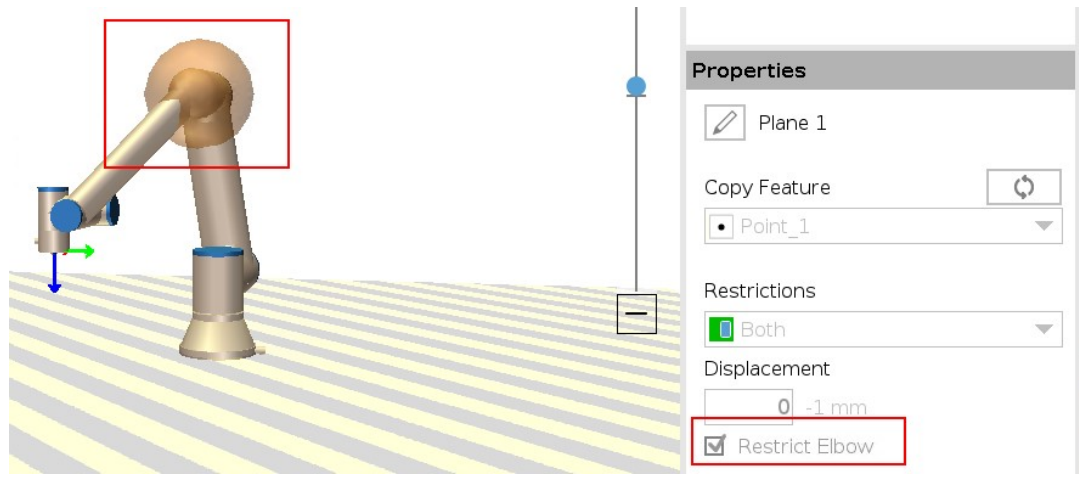 Properties
Plane 1
Copy Feature
Point_1
Restrictions
Both
Displacement
0 -1 mm
Restrict Elbow